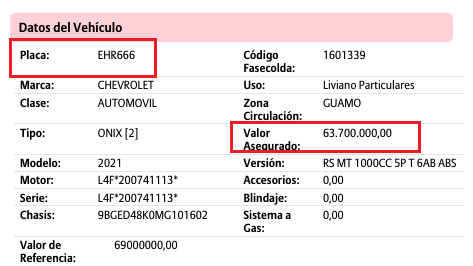 Datos del Vehículo
Placa: EHR666 Código Fasecolda: 1601339
Marca: CHEVROLET Uso: Liviano Particulares
Clase: AUTOMOVIL Zona Circulación: GUAMO
Tipo: ONIX [2] Valor Asegurado: 63.700.000,00
Modelo: 2021 Versión: RS MT 1000CC 5P T 6AB ABS
Motor: L4F*200741113* Accesorios: 0,00
Serie: L4F*200741113* Blindaje: 0,00
Chasis: 9BGED48K0MG101602 Sistema a Gas: 0,00
Valor de Referencia: 69000000,00